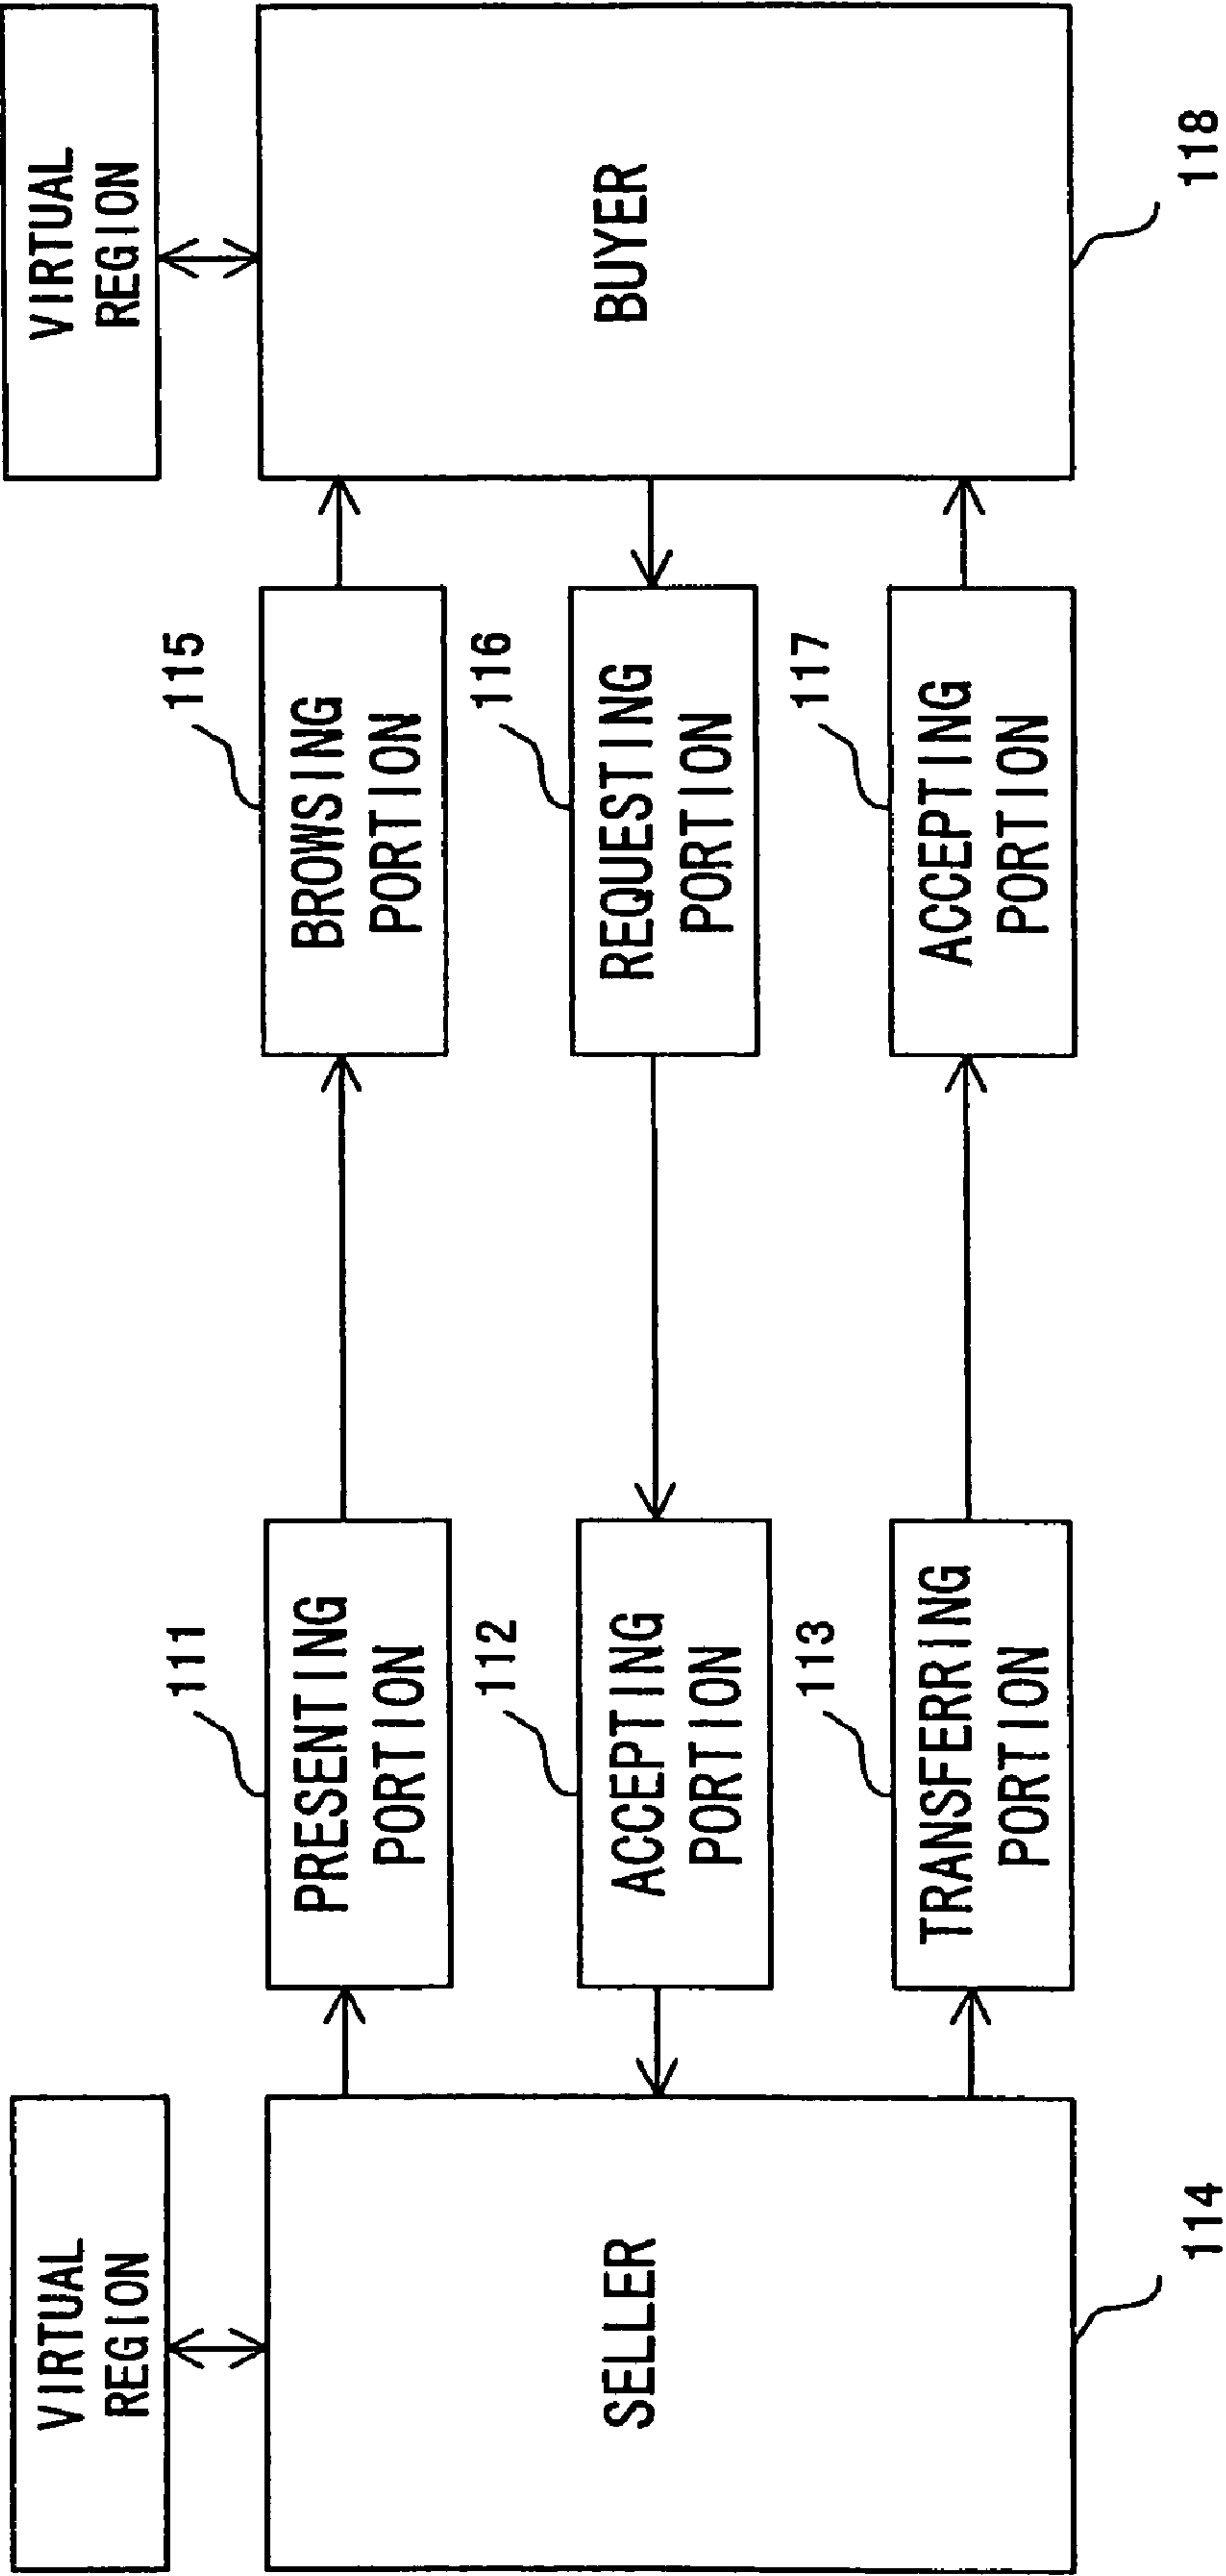 VIRTUAL
REGION
VIRTUAL
REGION
SELLER
114
111
PRESENTING
PORTION
115
BROWSING
PORTION
112
ACCEPTING
PORTION
116
REQUESTING
PORTION
113
TRANSFERRING
PORTION
117
ACCEPTING
PORTION
BUYER
118